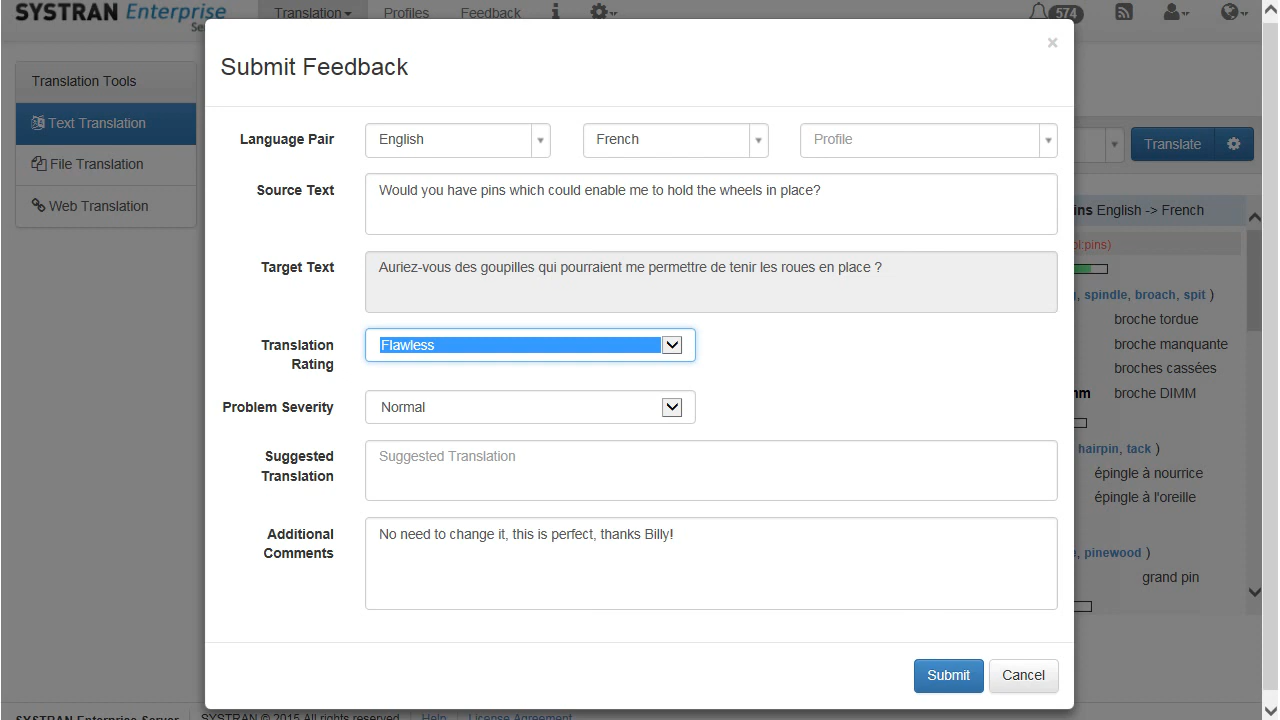 SYSTRAN Enterprise
Translation
Profiles
Feedback
574
Submit Feedback
×
Translation Tools
Text Translation
File Translation
Web Translation
Language Pair
English
French
Profile
Translate
Source Text
Would you have pins which could enable me to hold the wheels in place?
English -> French
Target Text
Auriez-vous des goupilles qui pourraient me permettre de tenir les roues en place ?
spindle, broach, spit )
broche tordue
Translation
Rating
Flawless
broche manquante
broches cassées
broche DIMM
Problem Severity
Normal
hairpin, tack )
Suggested
Translation
Suggested Translation
épingle à nourrice
épingle à l'oreille
Additional
Comments
No need to change it, this is perfect, thanks Billy!
pinewood )
grand pin
Submit
Cancel
SYSTRAN Enterprise Server
SYSTRAN © 2015 All rights reserved
Help
License Agreement